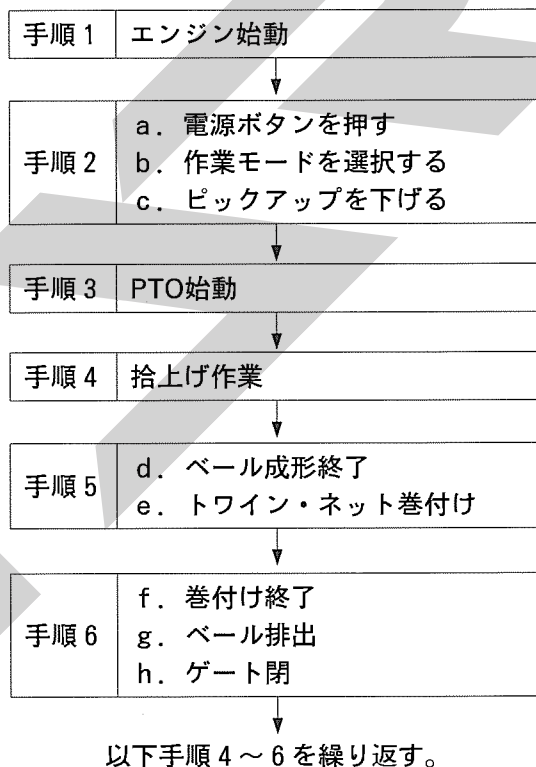 手順1 エンジン始動
手順2
a. 電源ボタンを押す
b. 作業モードを選択する
c. ピックアップを下げる
手順3 PTO始動
手順4 拾上げ作業
手順5
d. ベール成形終了
e. トワイン・ネット巻付け
手順6
f. 巻付け終了
g. ベール排出
h. ゲート閉
以下手順4~6を繰り返す。